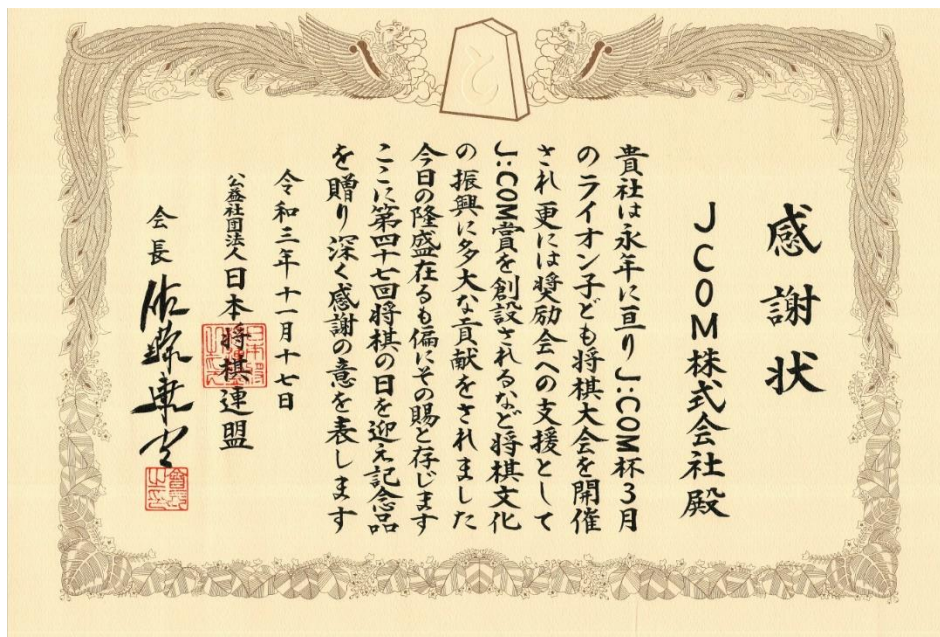 と
感謝状
JCOM株式会社殿
貴社は永年に亘りJ:COM杯3月
のライオン子ども将棋大会を開催
され更には奨励会への支援として
J:COM賞を創設されるなど将棋文化
の振興に多大な貢献をされました
今日の隆盛在るも偏にその賜と存じます
ここに第四十七回将棋の日を迎え記念品
を贈り深く感謝の意を表します
令和三年十一月十七日
公益社団法人日本将棋連盟
会長 佐藤康光